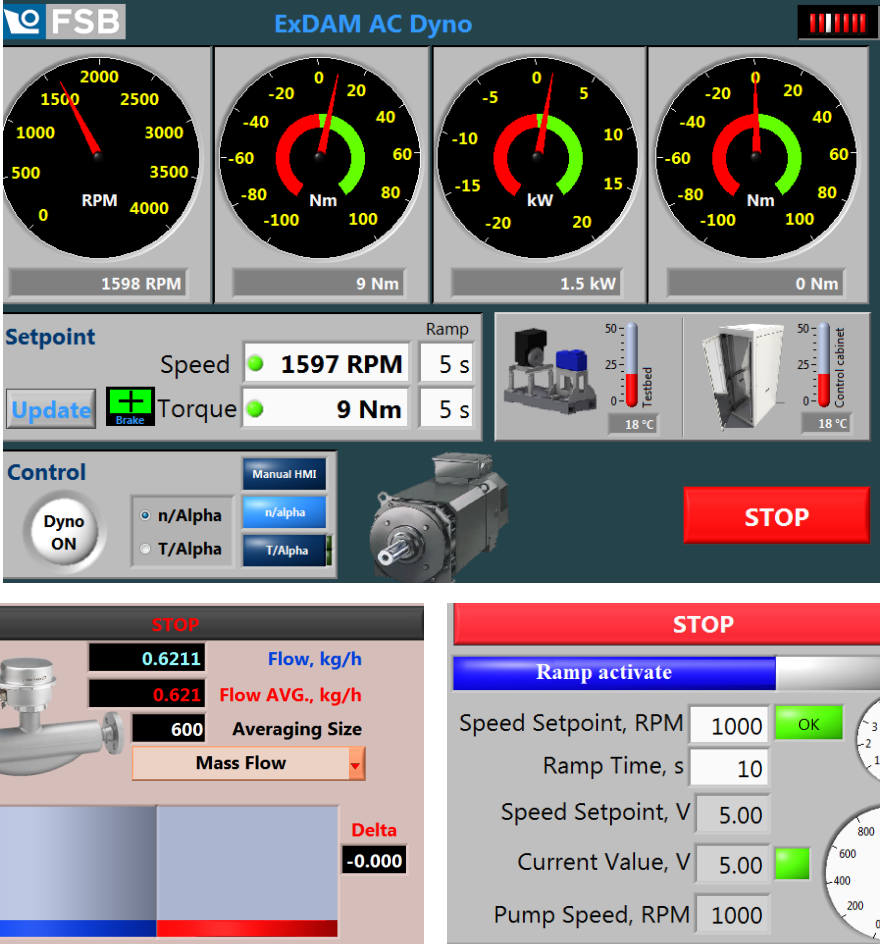 FSB
ExDAM AC Dyno
2000
1500 2500
1000 3000
500 3500
RPM
0 4000
1598 RPM
0
-20 20
-40 40
-60 60
-80 80
Nm
-100 100
9 Nm
0
-5 5
-10 10
-15 15
kW
-20 20
1.5 kW
0
-20 20
-40 40
-60 60
-80 80
Nm
-100 100
0 Nm
Setpoint
Ramp
Speed 1597 RPM 5 s
Update
Brake
Torque 9 Nm 5 s
50
25
0
Testbed
18 °C
50
25
0
Control cabinet
18 °C
Control
Dyno
ON
n/Alpha
T/Alpha
Manual HMI
n/alpha
T/Alpha
STOP
STOP
0.6211 Flow, kg/h
0.621 Flow AVG., kg/h
600 Averaging Size
Mass Flow
Delta
-0.000
STOP
Ramp activate
Speed Setpoint, RPM 1000 OK
Ramp Time, s 10
Speed Setpoint, V 5.00
Current Value, V 5.00
Pump Speed, RPM 1000
3
2
1
800
600
400
200
0